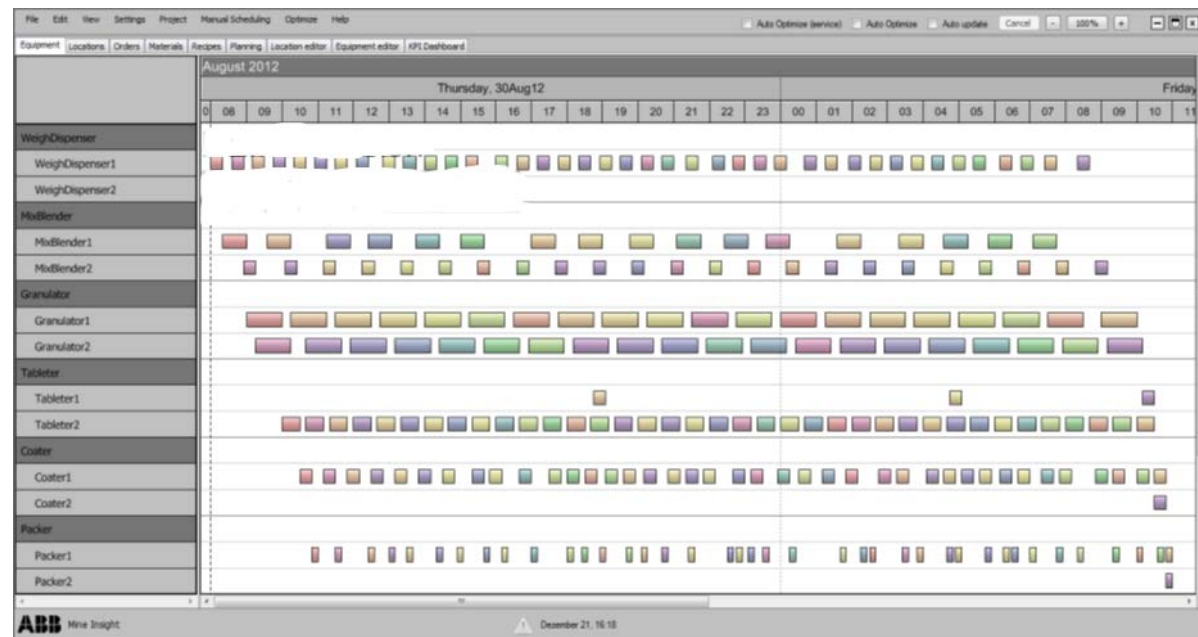 File Edit View Settings Project Manual Scheduling Optimize Help Auto Optimize (service) Auto Optimize Auto update Cancel - 100% +
Equipment Locations Orders Materials Recipes Planning Location editor Equipment editor KPI Dashboard
August 2012
Thursday, 30Aug12 Friday
0 08 09 10 11 12 13 14 15 16 17 18 19 20 21 22 23 00 01 02 03 04 05 06 07 08 09 10 11
WeighDispenser
WeighDispenser1
WeighDispenser2
MixBlender
MixBlender1
MixBlender2
Granulator
Granulator1
Granulator2
Tableter
Tableter1
Tableter2
Coater
Coater1
Coater2
Packer
Packer1
Packer2
ABB Mine Insight Dezember 21, 16:18